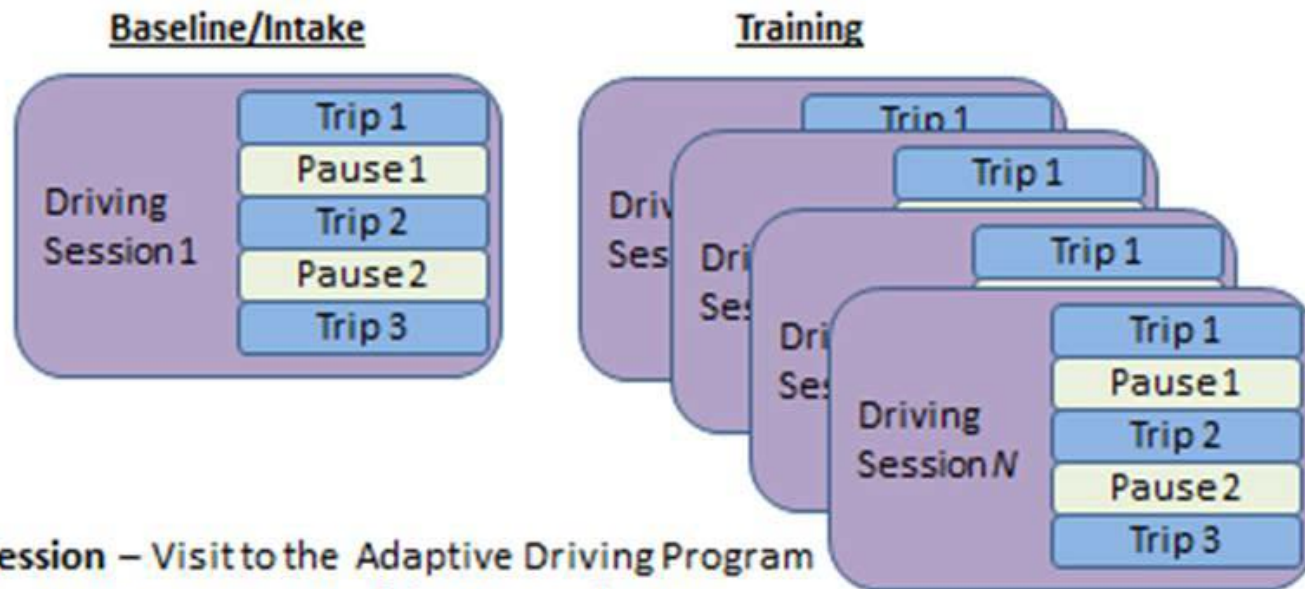 Baseline/Intake
Training
Driving
Session 1
Trip 1
Pause 1
Trip 2
Pause 2
Trip 3
Trip 1
Trip 1
Trip 1
Driving
Session N
Trip 1
Pause 1
Trip 2
Pause 2
Trip 3
ession – Visit to the Adaptive Driving Program